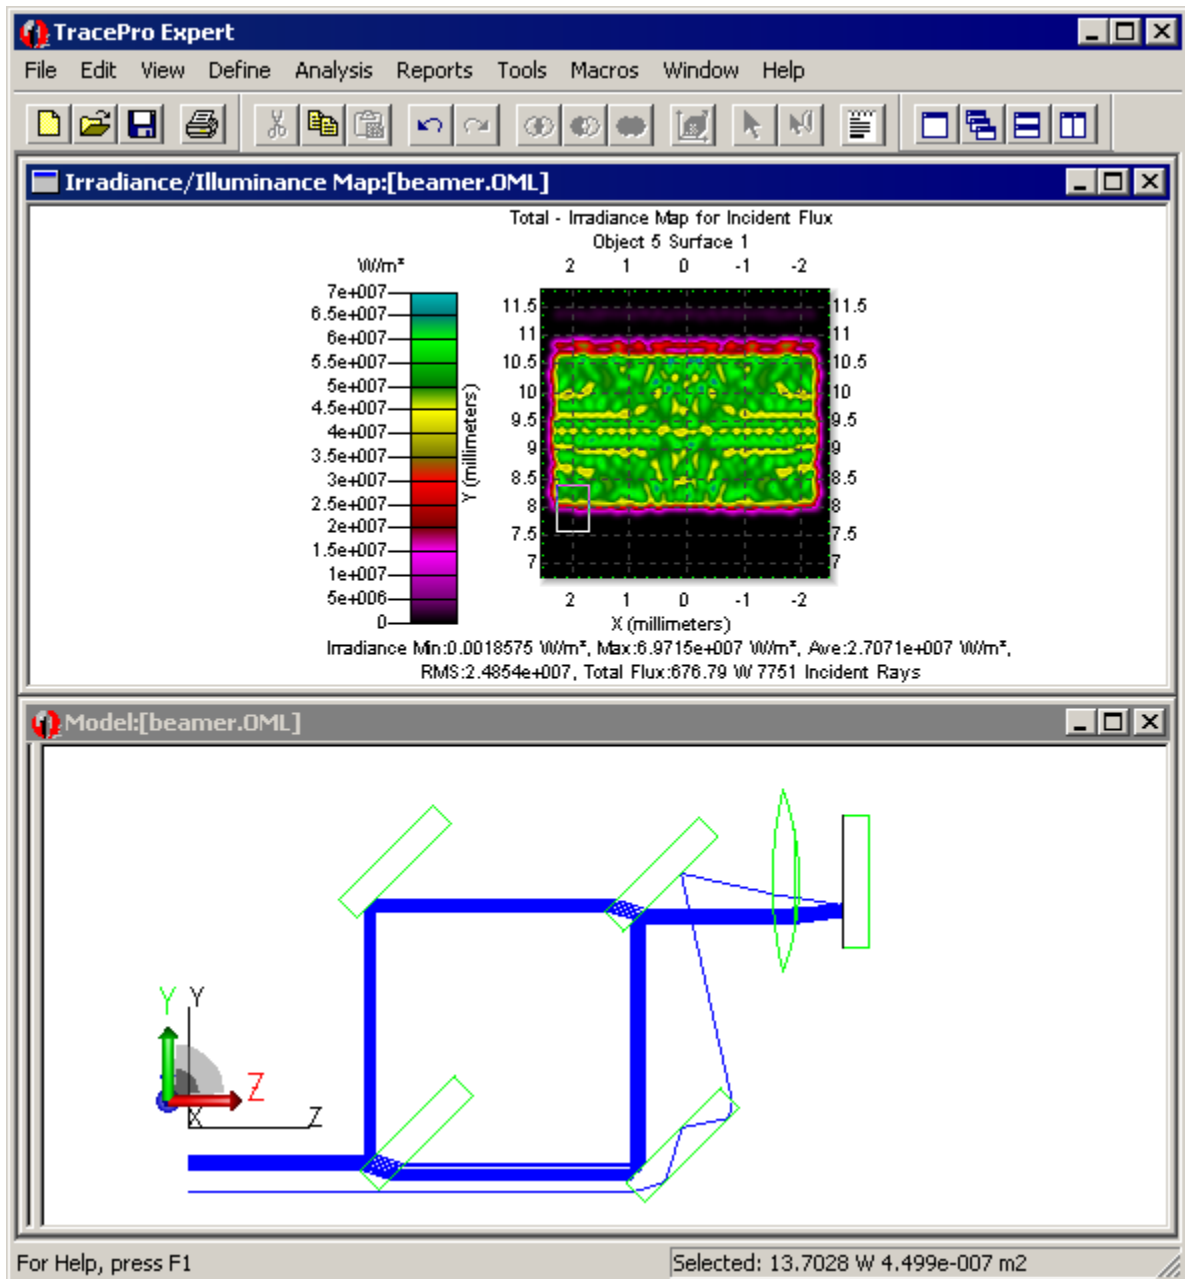 TracePro Expert
File Edit View Define Analysis Reports Tools Macros Window Help
Irradiance/Illuminance Map:[beamer.OML]
Total - Irradiance Map for Incident Flux
Object 5 Surface 1
W/m²
2 1 0 -1 -2
7e+007
6.5e+007
6e+007
5.5e+007
5e+007
4.5e+007
4e+007
3.5e+007
3e+007
2.5e+007
2e+007
1.5e+007
1e+007
5e+006
0
Y (millimeters)
11.5 11.5
11 11
10.5 10.5
10 10
9.5 9.5
9 9
8.5 8.5
8 8
7.5 7.5
7 7
2 1 0 -1 -2
X (millimeters)
Irradiance Min:0.0018575 W/m², Max:6.9715e+007 W/m², Ave:2.7071e+007 W/m²,
RMS:2.4854e+007, Total Flux:676.79 W 7751 Incident Rays
Model:[beamer.OML]
Y Y
Z
X Z
For Help, press F1
Selected: 13.7028 W 4.499e-007 m2